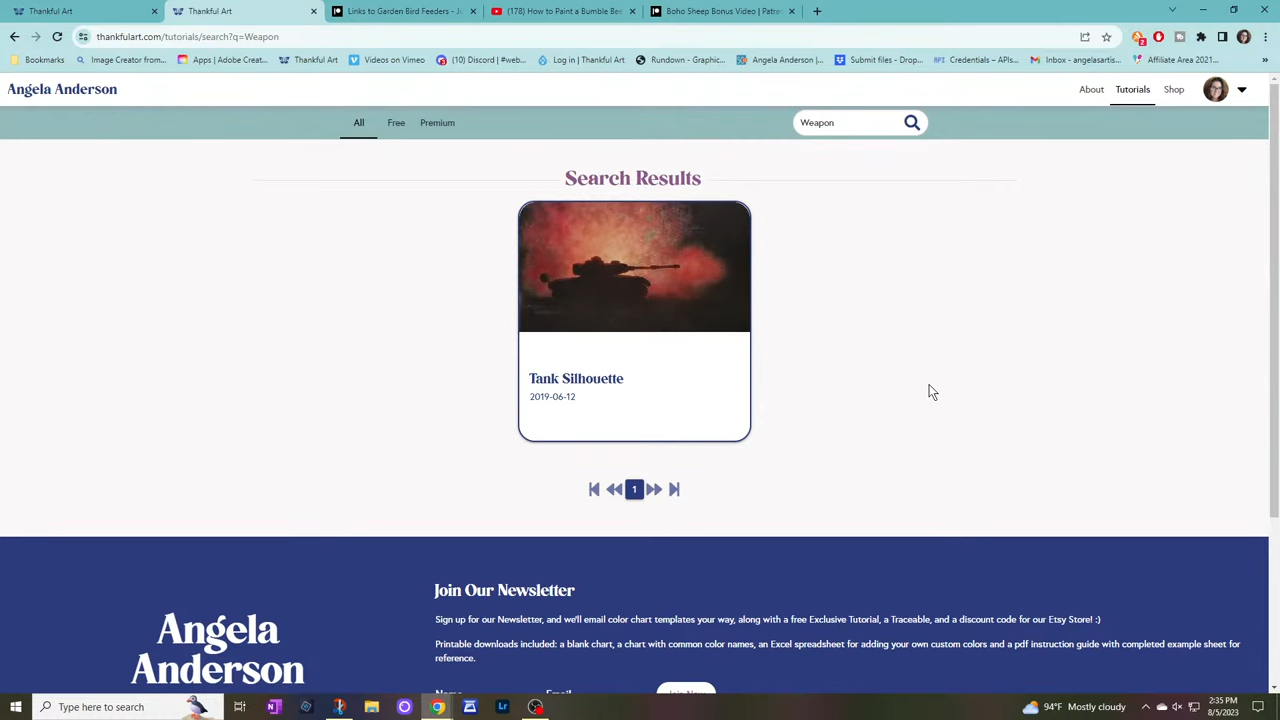 Thankful Art
Thankful Art
Links to Garden Bird Feeders - Ju
(178) How to Paint a Bumble Bee
Boho Sheep Bonus Video | Patre
thankfulart.com/tutorials/search?q=Weapon
Bookmarks
Image Creator from...
Apps | Adobe Creat...
Thankful Art
Videos on Vimeo
(6) Discord | #web...
Log in | Thankful Art
Rundown - Graphic...
Angela Anderson |...
Submit files - Drop...
Credentials – APIs...
Inbox - angelasartis...
Affiliate Area 2021...
Angela Anderson
About Tutorials Shop
All Free Premium
Weapon
Search Results
Tank Silhouette
2019-06-12
1
Join Our Newsletter
Sign up for our Newsletter, and we'll email color chart templates your way, along with a free Exclusive Tutorial, a Traceable, and a discount code for our Etsy Store! :)
Printable downloads included: a blank chart, a chart with common color names, an Excel spreadsheet for adding your own custom colors and a pdf instruction guide with completed example sheet for
reference.
Angela
Anderson
Name
Email
Join Now
Type here to search
94°F Mostly cloudy
2:35 PM
8/5/2023